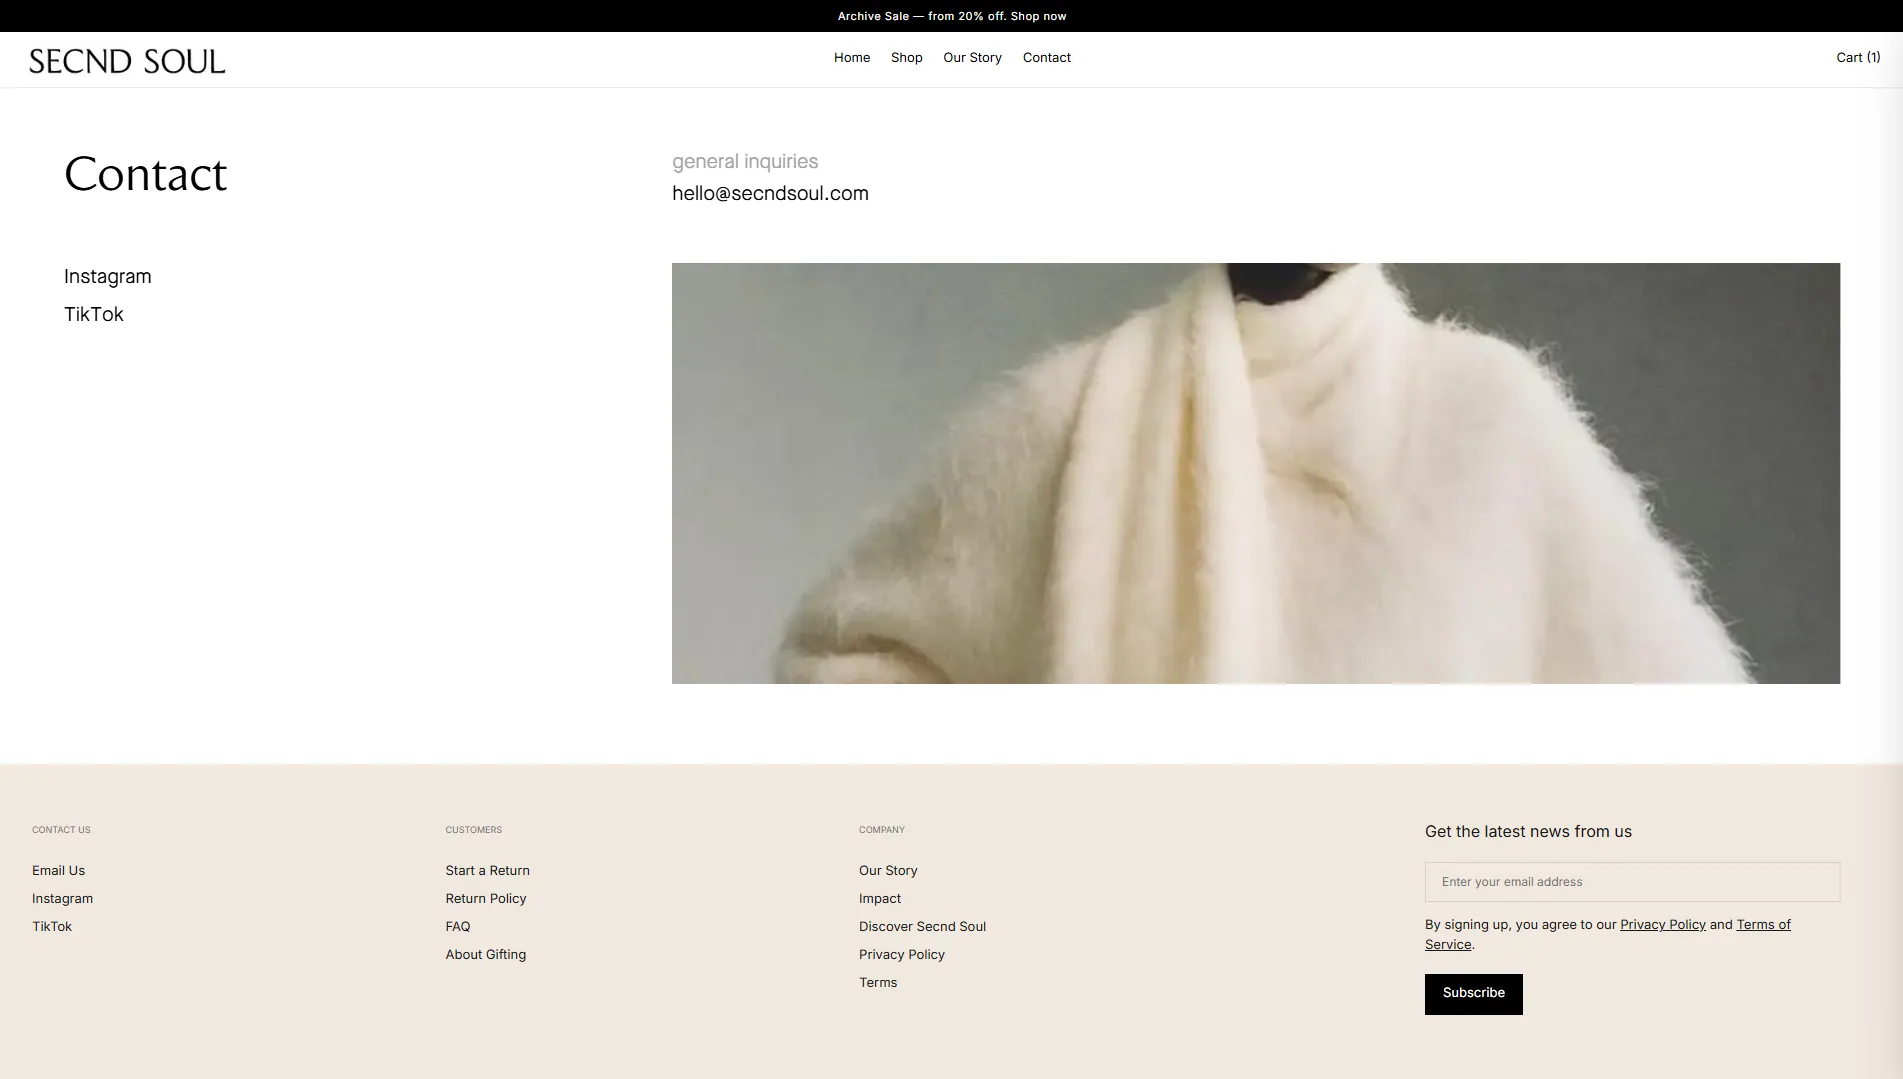 Archive Sale — from 20% off. Shop now
SECND SOUL
Home Shop Our Story Contact
Cart (1)
Contact
Instagram
TikTok
general inquiries
hello@secndsoul.com
CONTACT US
Email Us
Instagram
TikTok
CUSTOMERS
Start a Return
Return Policy
FAQ
About Gifting
COMPANY
Our Story
Impact
Discover Secnd Soul
Privacy Policy
Terms
Get the latest news from us
Enter your email address
By signing up, you agree to our Privacy Policy and Terms of
Service.
Subscribe